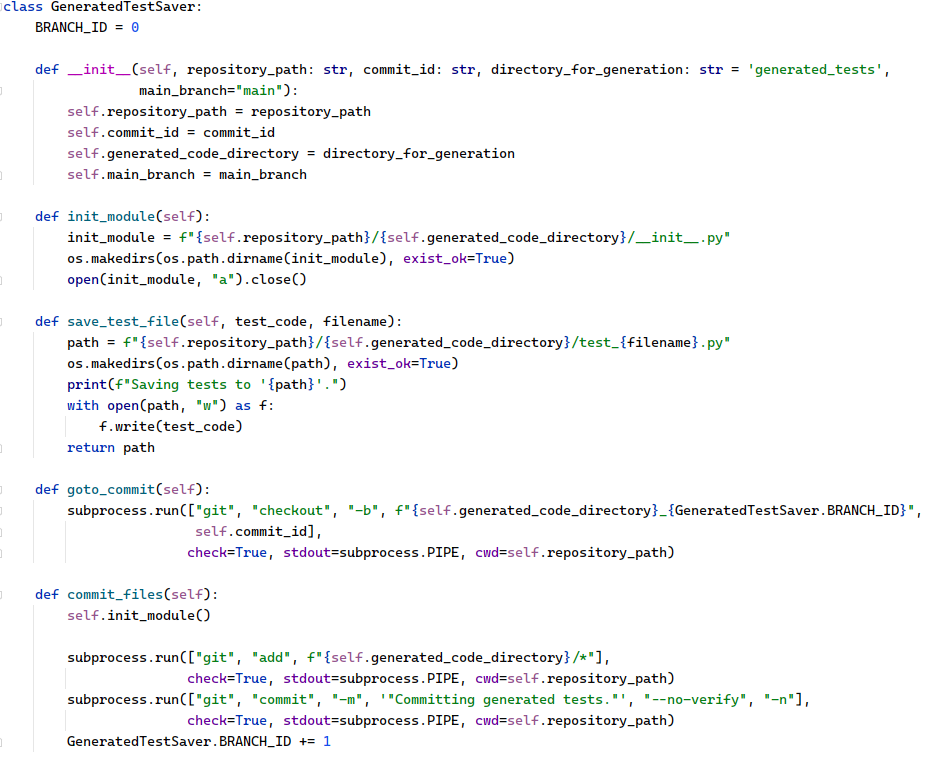 class GeneratedTestSaver:
    BRANCH_ID = 0

    def __init__(self, repository_path: str, commit_id: str, directory_for_generation: str = 'generated_tests',
                 main_branch="main"):
        self.repository_path = repository_path
        self.commit_id = commit_id
        self.generated_code_directory = directory_for_generation
        self.main_branch = main_branch

    def init_module(self):
        init_module = f"{self.repository_path}/{self.generated_code_directory}/__init__.py"
        os.makedirs(os.path.dirname(init_module), exist_ok=True)
        open(init_module, "a").close()

    def save_test_file(self, test_code, filename):
        path = f"{self.repository_path}/{self.generated_code_directory}/test_{filename}.py"
        os.makedirs(os.path.dirname(path), exist_ok=True)
        print(f"Saving tests to '{path}'.")
        with open(path, "w") as f:
            f.write(test_code)
        return path

    def goto_commit(self):
        subprocess.run(["git", "checkout", "-b", f"{self.generated_code_directory}_{GeneratedTestSaver.BRANCH_ID}",
                        self.commit_id],
                       check=True, stdout=subprocess.PIPE, cwd=self.repository_path)

    def commit_files(self):
        self.init_module()

        subprocess.run(["git", "add", f"{self.generated_code_directory}/*"],
                       check=True, stdout=subprocess.PIPE, cwd=self.repository_path)
        subprocess.run(["git", "commit", "-m", '"Committing generated tests."', "--no-verify", "-n"],
                       check=True, stdout=subprocess.PIPE, cwd=self.repository_path)
        GeneratedTestSaver.BRANCH_ID += 1